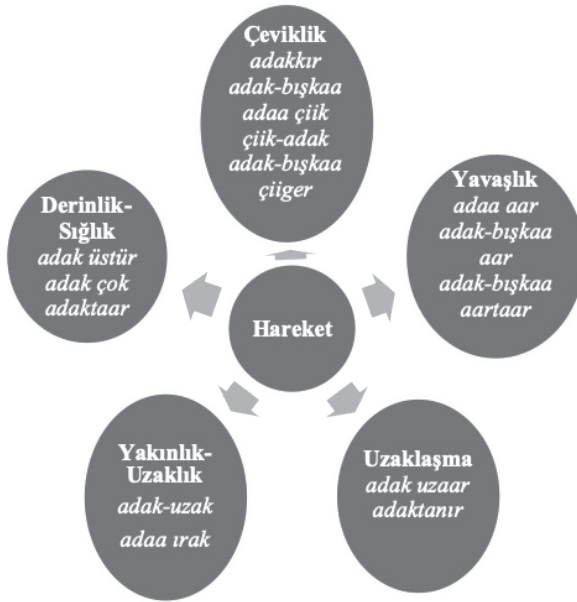 Çeviklik
adakkır
adak-bışkaa
adaa çiik
çiik-adak
adak-bışkaa
çiiger
Derinlik-
Sığlık
adak üstür
adak çok
adaktaar
Yavaşlık
adaa aar
adak-bışkaa
aar
adak-bışkaa
aartaar
Hareket
Yakınlık-
Uzaklık
adak-uzak
adaa ırak
Uzaklaşma
adak uzaar
adaktanır